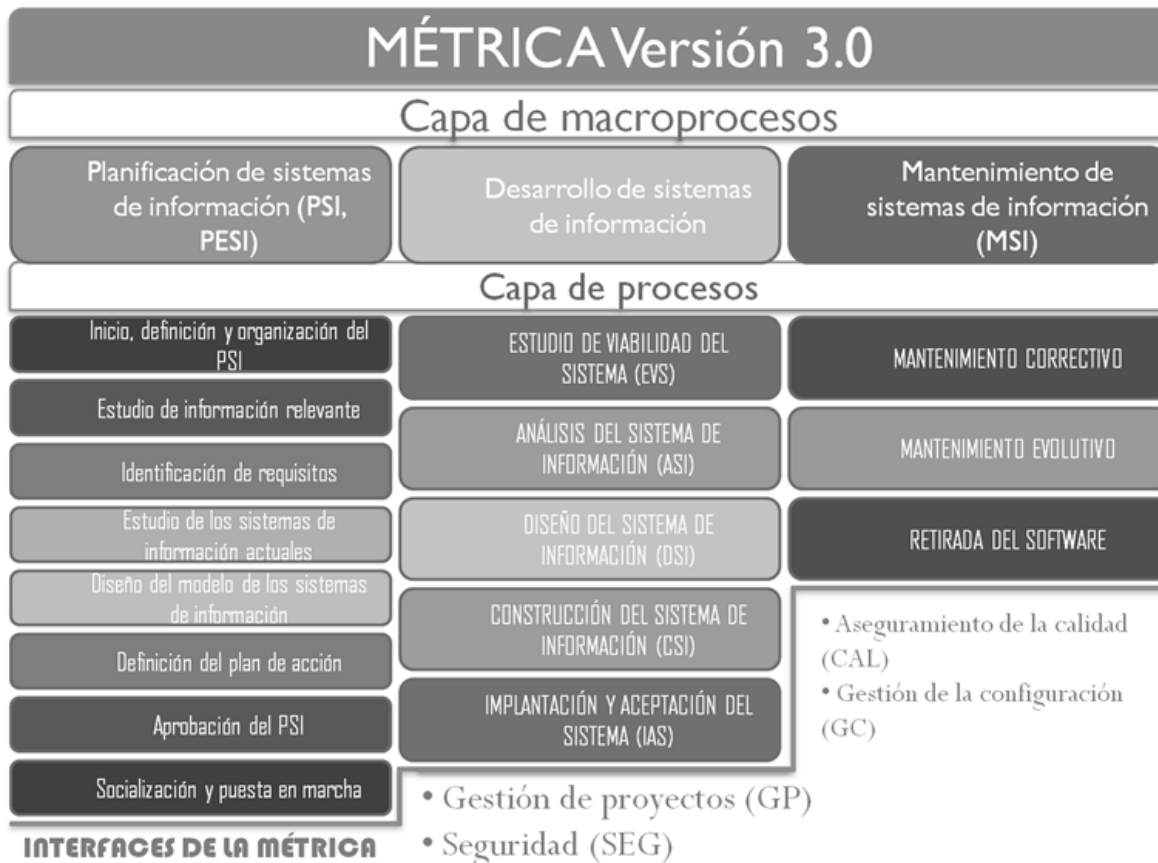 MÉTRICA Versión 3.0
Capa de macroprocesos
Planificación de sistemas
de información (PSI,
PESI)
Desarrollo de sistemas
de información
Mantenimiento de
sistemas de información
(MSI)
Capa de procesos
Inicio, definición y organización del
PSI
Estudio de información relevante
Identificación de requisitos
Estudio de los sistemas de
información actuales
Diseño del modelo de los sistemas
de información
Definición del plan de acción
Aprobación del PSI
Socialización y puesta en marcha
ESTUDIO DE VIABILIDAD DEL
SISTEMA (EVS)
ANÁLISIS DEL SISTEMA DE
INFORMACIÓN (ASI)
DISEÑO DEL SISTEMA DE
INFORMACIÓN (DSI)
CONSTRUCCIÓN DEL SISTEMA DE
INFORMACIÓN (CSI)
IMPLANTACIÓN Y ACEPTACIÓN DEL
SISTEMA (IAS)
MANTENIMIENTO CORRECTIVO
MANTENIMIENTO EVOLUTIVO
RETIRADA DEL SOFTWARE
INTERFACES DE LA MÉTRICA
• Gestión de proyectos (GP)
• Seguridad (SEG)
• Aseguramiento de la calidad
(CAL)
• Gestión de la configuración
(GC)